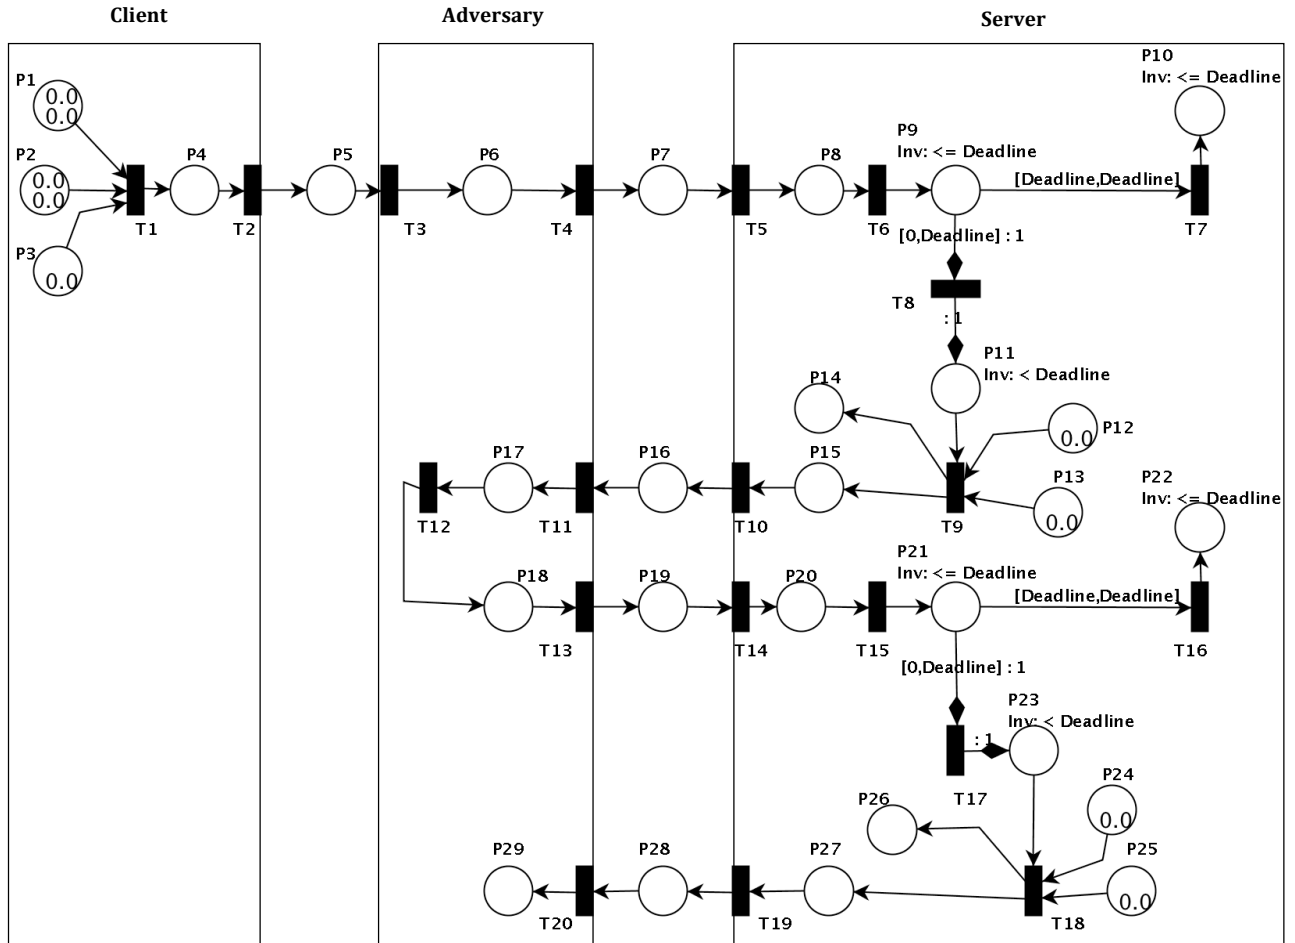 Client
Adversary
Server
P10
Inv: <= Deadline
P1
0.0
0.0
P9
Inv: <= Deadline
P2
0.0
0.0
P4
P5
P6
P7
P8
[Deadline,Deadline]
P3
0.0
T1
T2
T3
T4
T5
T6
T7
[0,Deadline] : 1
T8
: 1
P11
Inv: < Deadline
P14
P12
0.0
P17
P16
P15
P13
0.0
P22
Inv: <= Deadline
T12
T11
T10
T9
P21
Inv: <= Deadline
P18
P19
P20
[Deadline,Deadline]
T13
T14
T15
T16
[0,Deadline] : 1
P23
Inv: < Deadline
: 1
T17
P24
0.0
P26
P29
P28
P27
P25
0.0
T20
T19
T18